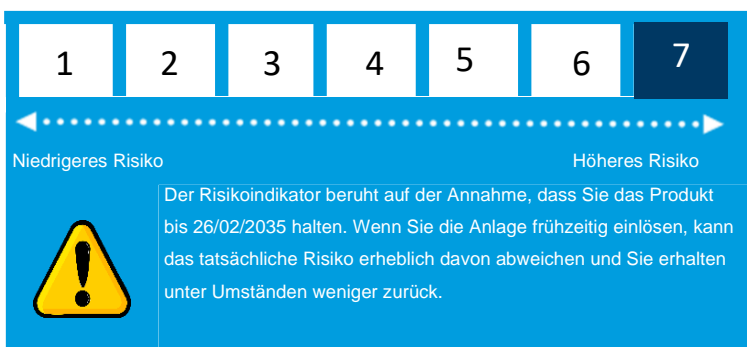 1 2 3 4 5 6 7
Niedrigeres Risiko Höheres Risiko
Der Risikoindikator beruht auf der Annahme, dass Sie das Produkt
bis 26/02/2035 halten. Wenn Sie die Anlage frühzeitig einlösen, kann
das tatsächliche Risiko erheblich davon abweichen und Sie erhalten
unter Umständen weniger zurück.